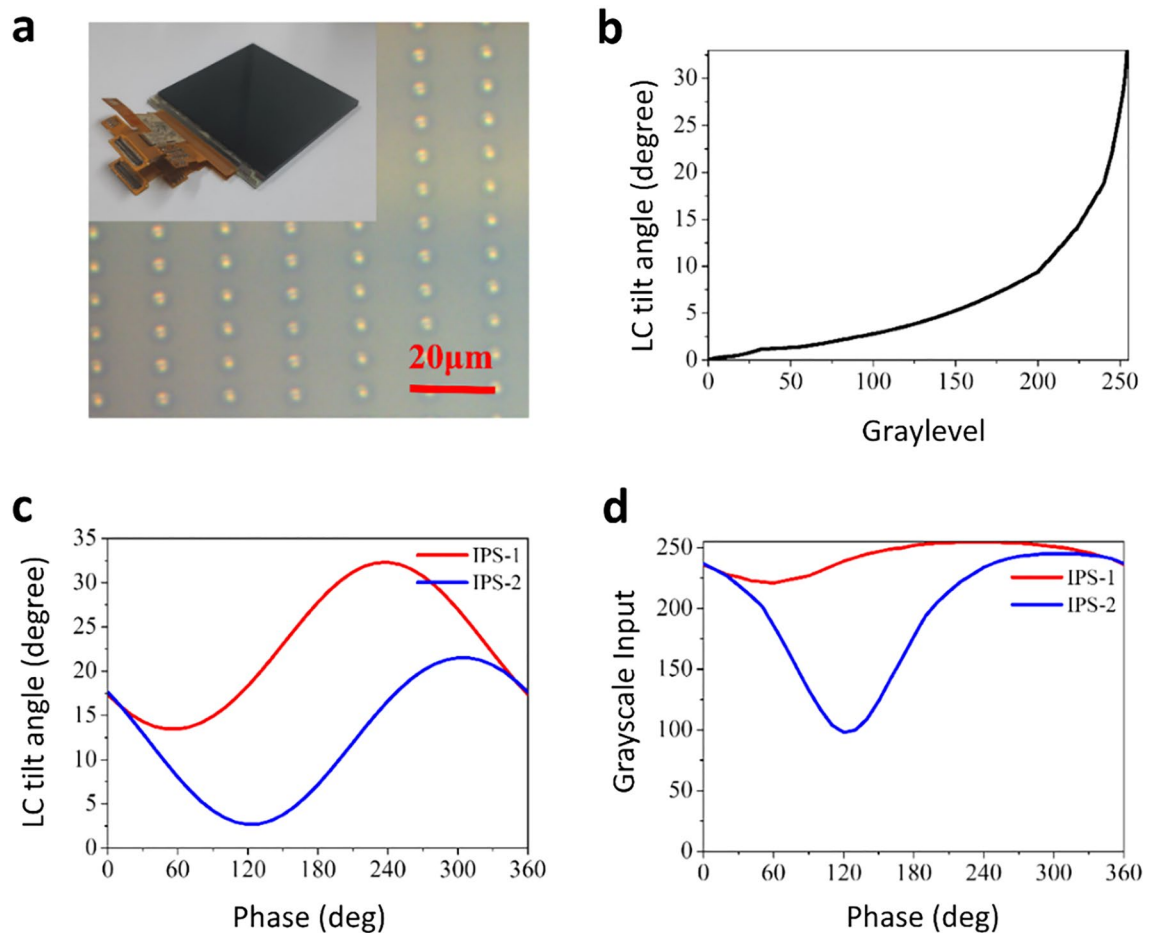 a
20μm
b
LC tilt angle (degree)
30
25
20
15
10
5
0
0 50 100 150 200 250
Graylevel
c
LC tilt angle (degree)
35
30
25
20
15
10
5
0
IPS-1
IPS-2
0 60 120 180 240 300 360
Phase (deg)
d
Grayscale Input
250
200
150
100
50
0
IPS-1
IPS-2
0 60 120 180 240 300 360
Phase (deg)